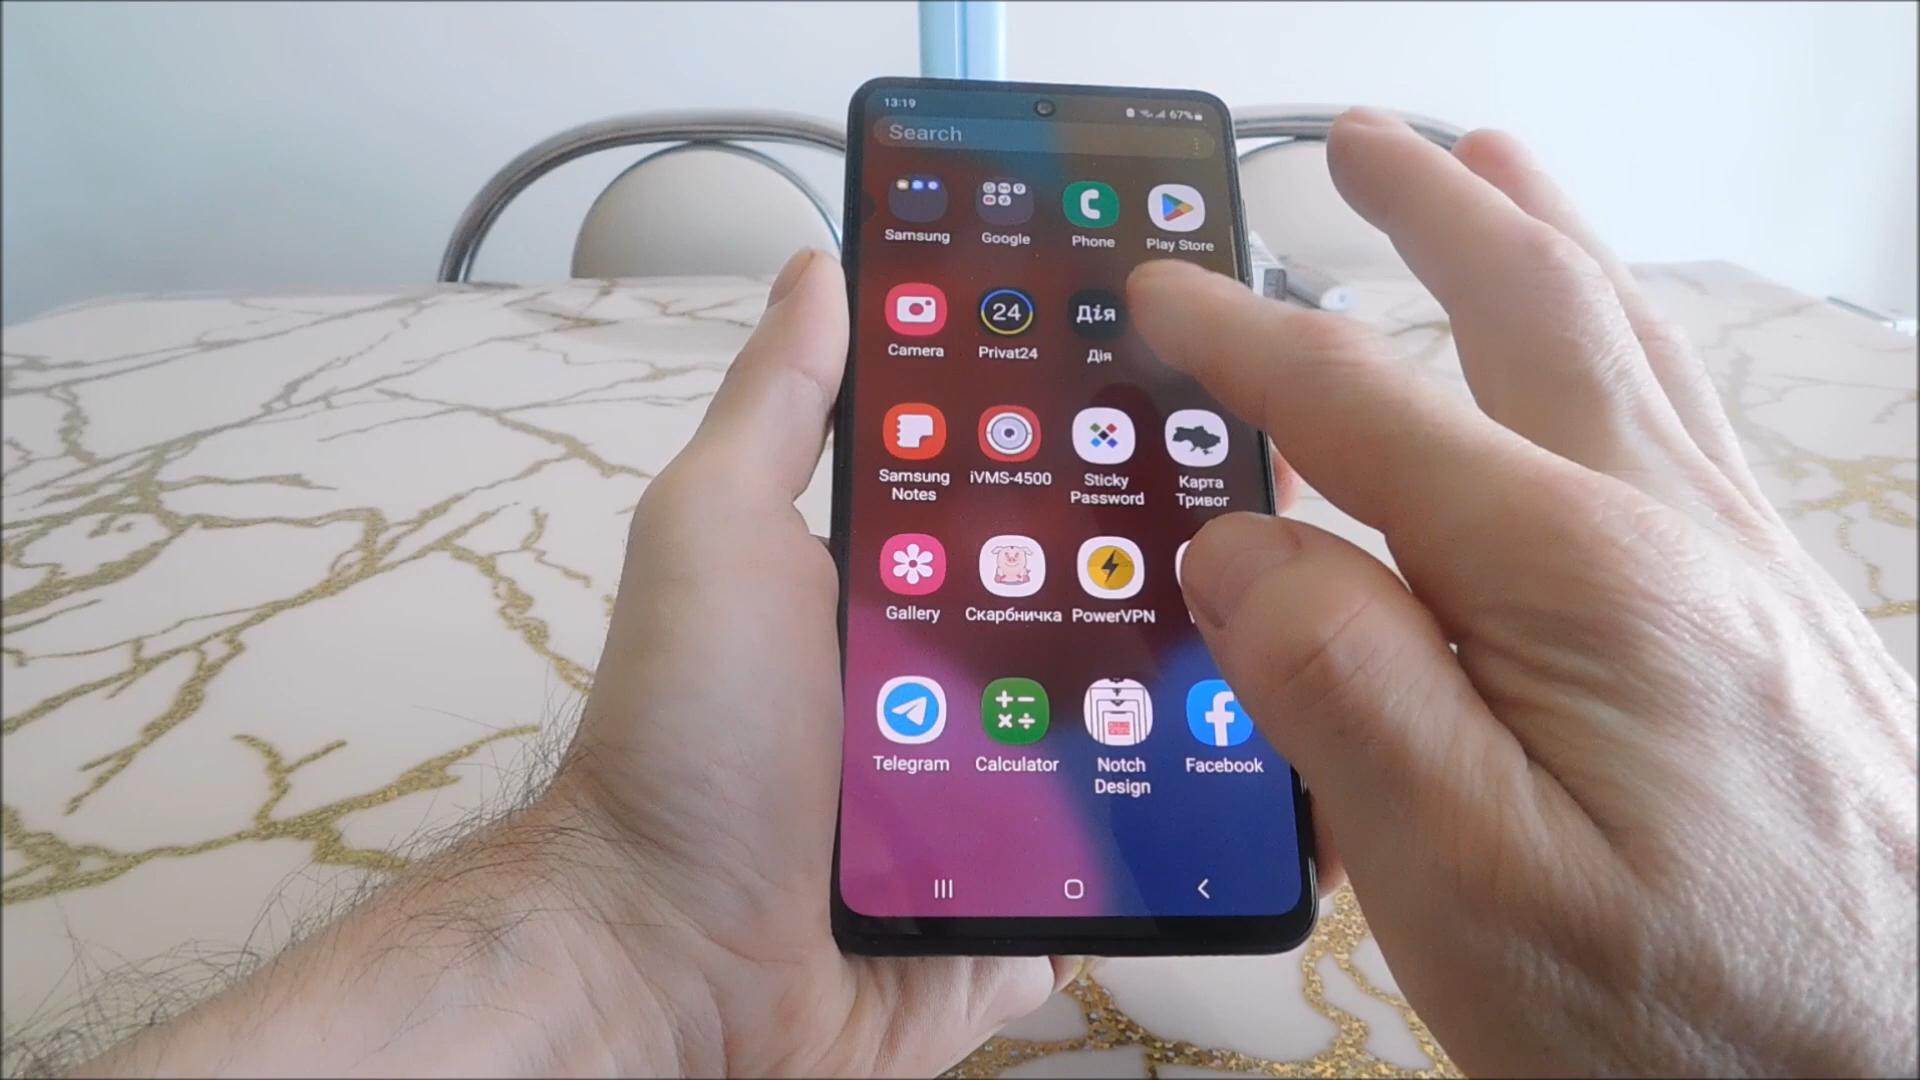 13:19
67%
Search
Samsung
Google
Phone
Play Store
24
Дія
Camera
Privat24
Дія
Samsung
Notes
iVMS-4500
Sticky
Password
Карта
Тривог
Gallery
Скарбничка
PowerVPN
Telegram
Calculator
Notch
Design
Facebook